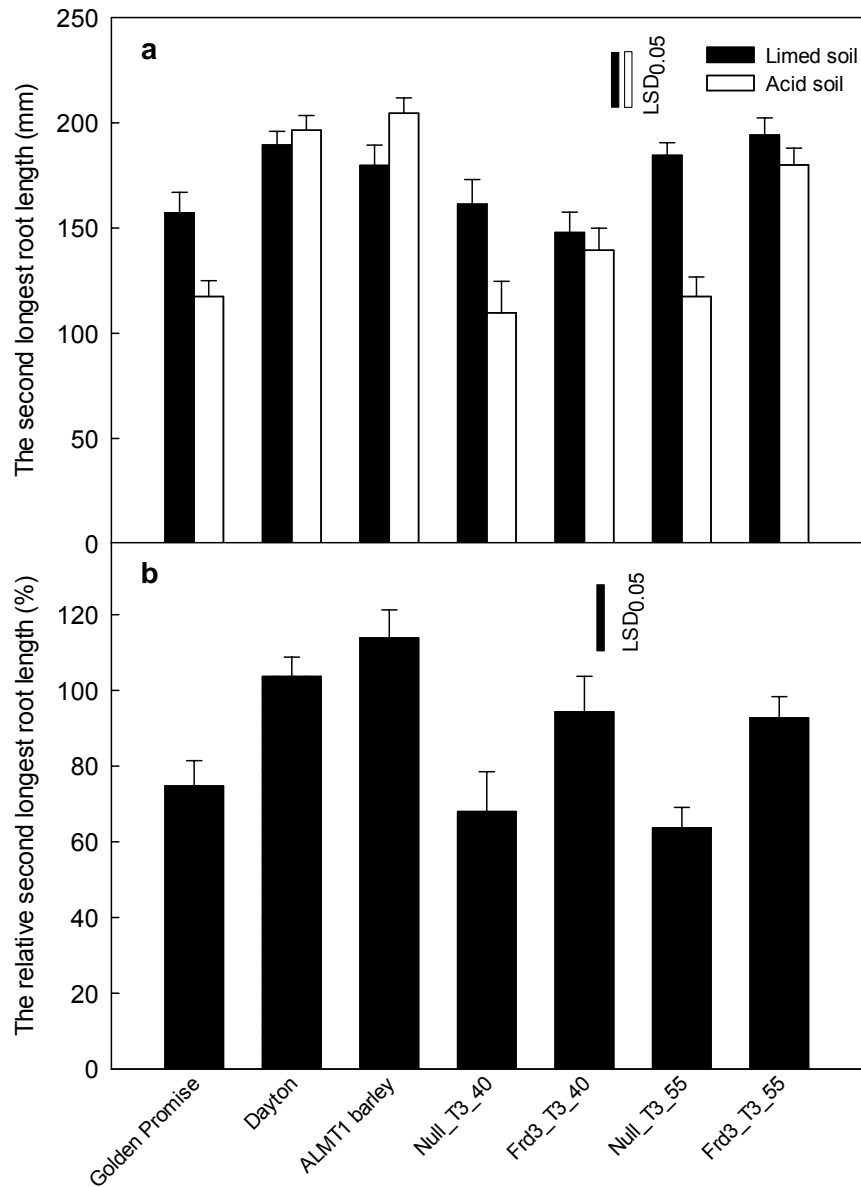 a
Limed soil
Acid soil
LSD0.05
The second longest root length (mm)
250
200
150
100
50
0
b
LSD0.05
The relative second longest root length (%)
120
100
80
60
40
20
0
Golden Promise
Dayton
ALMT1 barley
Null_T3_40
Frd3_T3_40
Null_T3_55
Frd3_T3_55